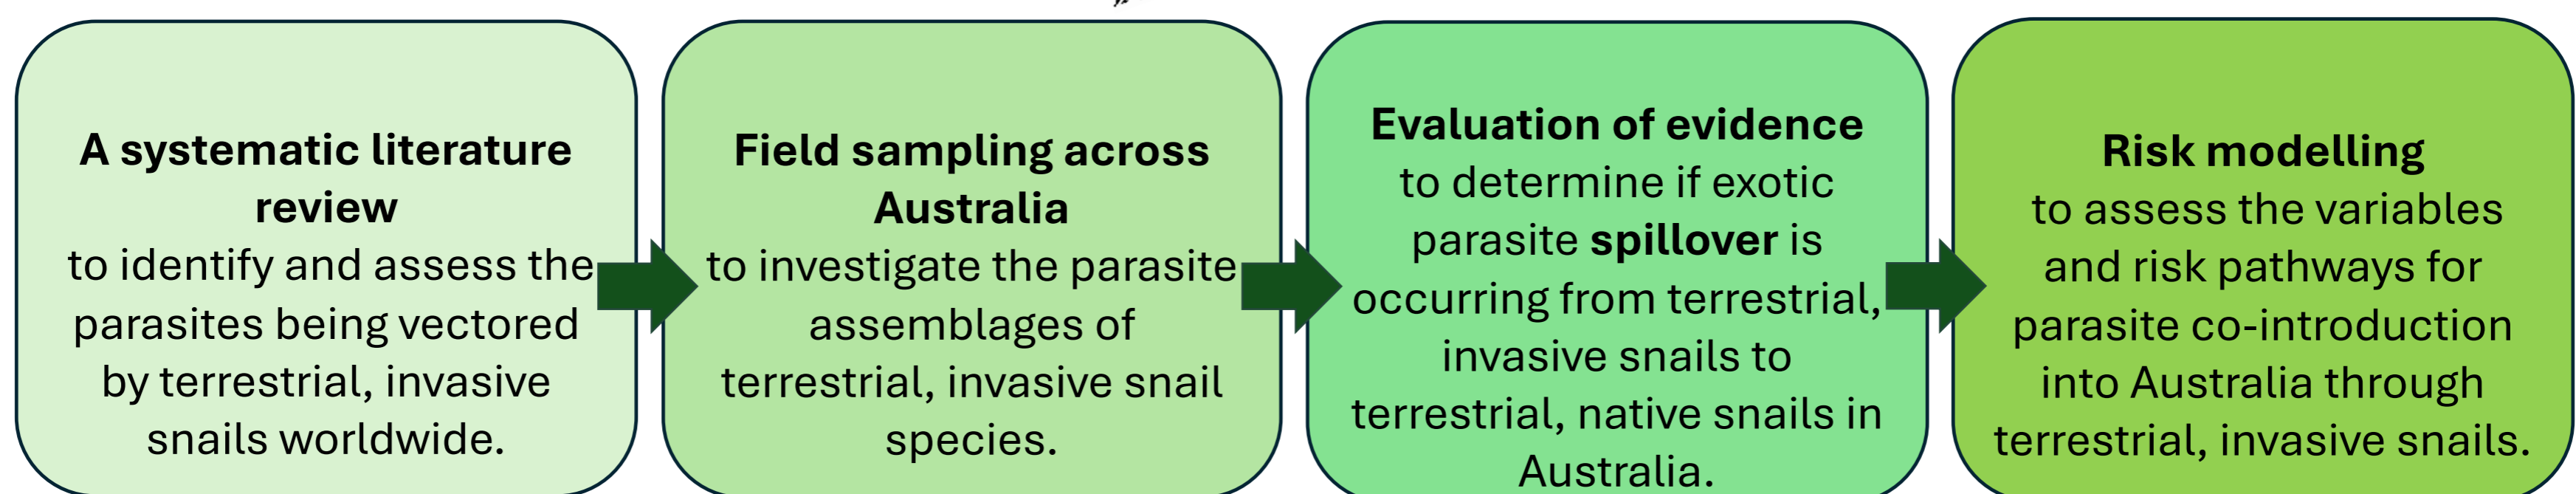 A systematic literature
review
to identify and assess the
parasites being vectored
by terrestrial, invasive
snails worldwide.
Field sampling across
Australia
to investigate the parasite
assemblages of
terrestrial, invasive snail
species.
Evaluation of evidence
to determine if exotic
parasite spillover is
occurring from terrestrial,
invasive snails to
terrestrial, native snails in
Australia.
Risk modelling
to assess the variables
and risk pathways for
parasite co-introduction
into Australia through
terrestrial, invasive snails.